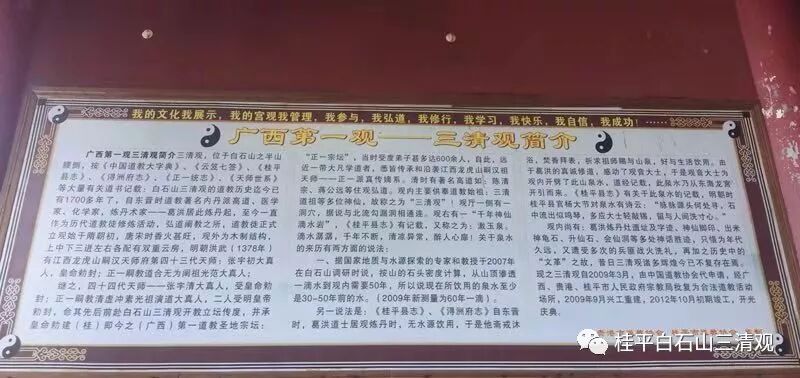 我的文化我展示，我的宫观我管理，我参与，我弘道，我修行，我学习，我快乐，我自信，我成功！……
广西第一观——三清观简介
广西第一观三清观简介三清观，位于白石山之半山
腰捌，按《中国道教大字典》、《云笈七签》、《桂平
县志》、《浔洲府志》、《正一统志》、《天师世系》
等大量有关道书记载：白石山三清观的道教历史迄今已
有1700多年了，自东晋时道教著名内丹派高道、医学
家、化学家、炼丹术家——葛洪居此炼丹起，至今一直
作为历代道教徒修炼活动，弘道阐教之所，道教徒正式
立观始于隋朝初，唐宋时香火甚旺，观外为木制结构，
上中下三进左右各配有双重云房，明朝洪武（1378年）
有江西龙虎山嗣汉天师府第四十三代天师：张宇初大真
人，皇命勅封；正一嗣教道合无为阐祖光范大真人；
继之，四十四代天师——张宇清大真人，受皇命勅
封；正一嗣教清虚冲素光祖演道大真人，二人受明皇帝
勅封，命其先后前赴白石山三清观开教立坛传度，并承
皇命勅建（桂）即今之（广西）第一道教圣地宗坛：
“正一宗坛”，当时受度弟子甚多达600余人，自此，远
近一带大凡学道者，悉皆传承和沿袭江西龙虎山嗣汉祖
天师——正一派真传嫡系。清时有著名高道如：陈清
宗、蒋公远等住观弘道。观内主要供奉道教始祖：三清
道祖等多位神仙，故称之为“三清观”！观厅一侧有一
洞穴，据说与北流勾漏洞相通连。观右有一“千年神仙
滴水岩”，《桂平县志》有记载，又称之为：漱玉泉，
滴水潺潺，千年不断，清凉异常，醉人心扉！关于泉水
的来历有两方面的说法：
一、据国家地质与水源探索的专家和教授于2007年
在白石山调研时说，按山的石头密度计算，从山顶渗透
一滴水到观内需要50年，所以说现在所饮用的泉水至少
是30—50年前的水。（2009年新测量为60年一滴）。
另一说法是：《桂平县志》、《浔洲府志》自东晋
时，葛洪道士居观炼丹时，无水源饮用，于是他斋戒沐
浴，焚香拜表，祈求祖师赐与山泉，好与生活饮用。由
于葛洪的真诚修道，感动了观音大士，于是观音大士为
观内开劈了此山泉水。道经记载，此泉水乃从东海龙宫
开引而来。《桂平县志》有关于此泉水的记载，明朝时
桂平县官杨大节对泉水有诗云：“脉脉源头何处寻，石
中流出似鸣琴，多应大士轻敲锡，留与人间洗寸心。”
观内尚有：葛洪炼丹灶遗址及字迹、神仙脚印、出米
神龟石、升仙石、会仙洞等多处神话胜迹，只惜为年代
久远，又遭受多次的兵匪战火洗礼，再加之历史中的
“文革”之故，昔日三清观诸多辉煌今已不复存在焉。
现之三清观自2009年3月，由中国道教协会代申请，经广
西、贵港、桂平市人民政府宗教局批复为合法道教活动
场所，2009年9月兴工重建，2012年10月初期竣工，开光
庆典。
桂平白石山三清观